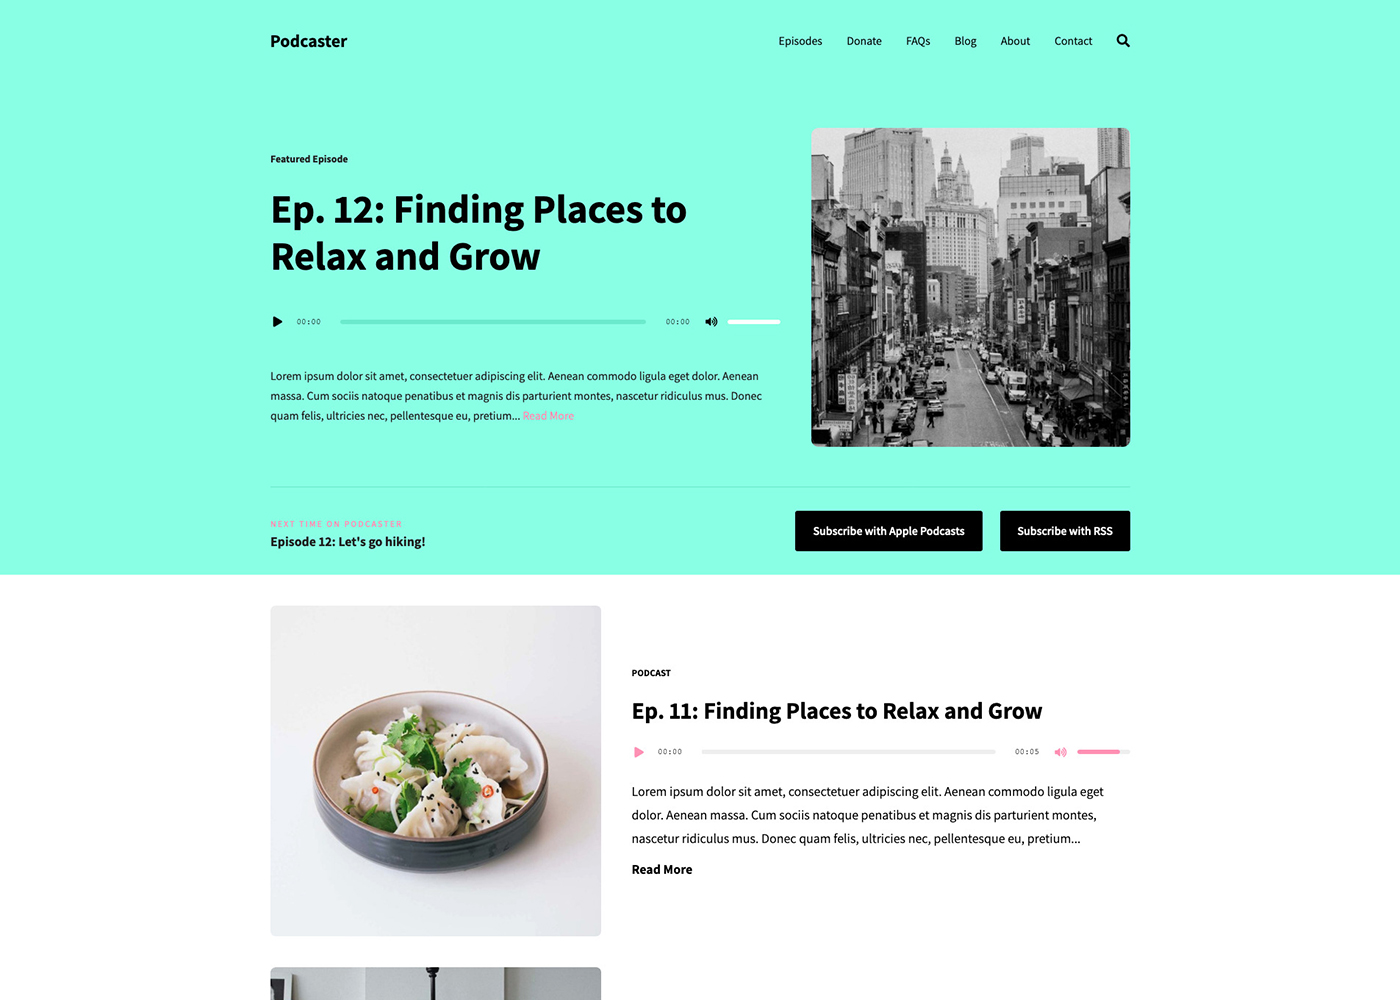 Podcaster
Episodes Donate FAQs Blog About Contact
Featured Episode
Ep. 12: Finding Places to
Relax and Grow
00:00 00:00
Lorem ipsum dolor sit amet, consectetuer adipiscing elit. Aenean commodo ligula eget dolor. Aenean
massa. Cum sociis natoque penatibus et magnis dis parturient montes, nascetur ridiculus mus. Donec
quam felis, ultricies nec, pellentesque eu, pretium... Read More
NEXT TIME ON PODCASTER
Episode 12: Let's go hiking!
Subscribe with Apple Podcasts Subscribe with RSS
PODCAST
Ep. 11: Finding Places to Relax and Grow
00:00 00:05
Lorem ipsum dolor sit amet, consectetuer adipiscing elit. Aenean commodo ligula eget
dolor. Aenean massa. Cum sociis natoque penatibus et magnis dis parturient montes,
nascetur ridiculus mus. Donec quam felis, ultricies nec, pellentesque eu, pretium...
Read More